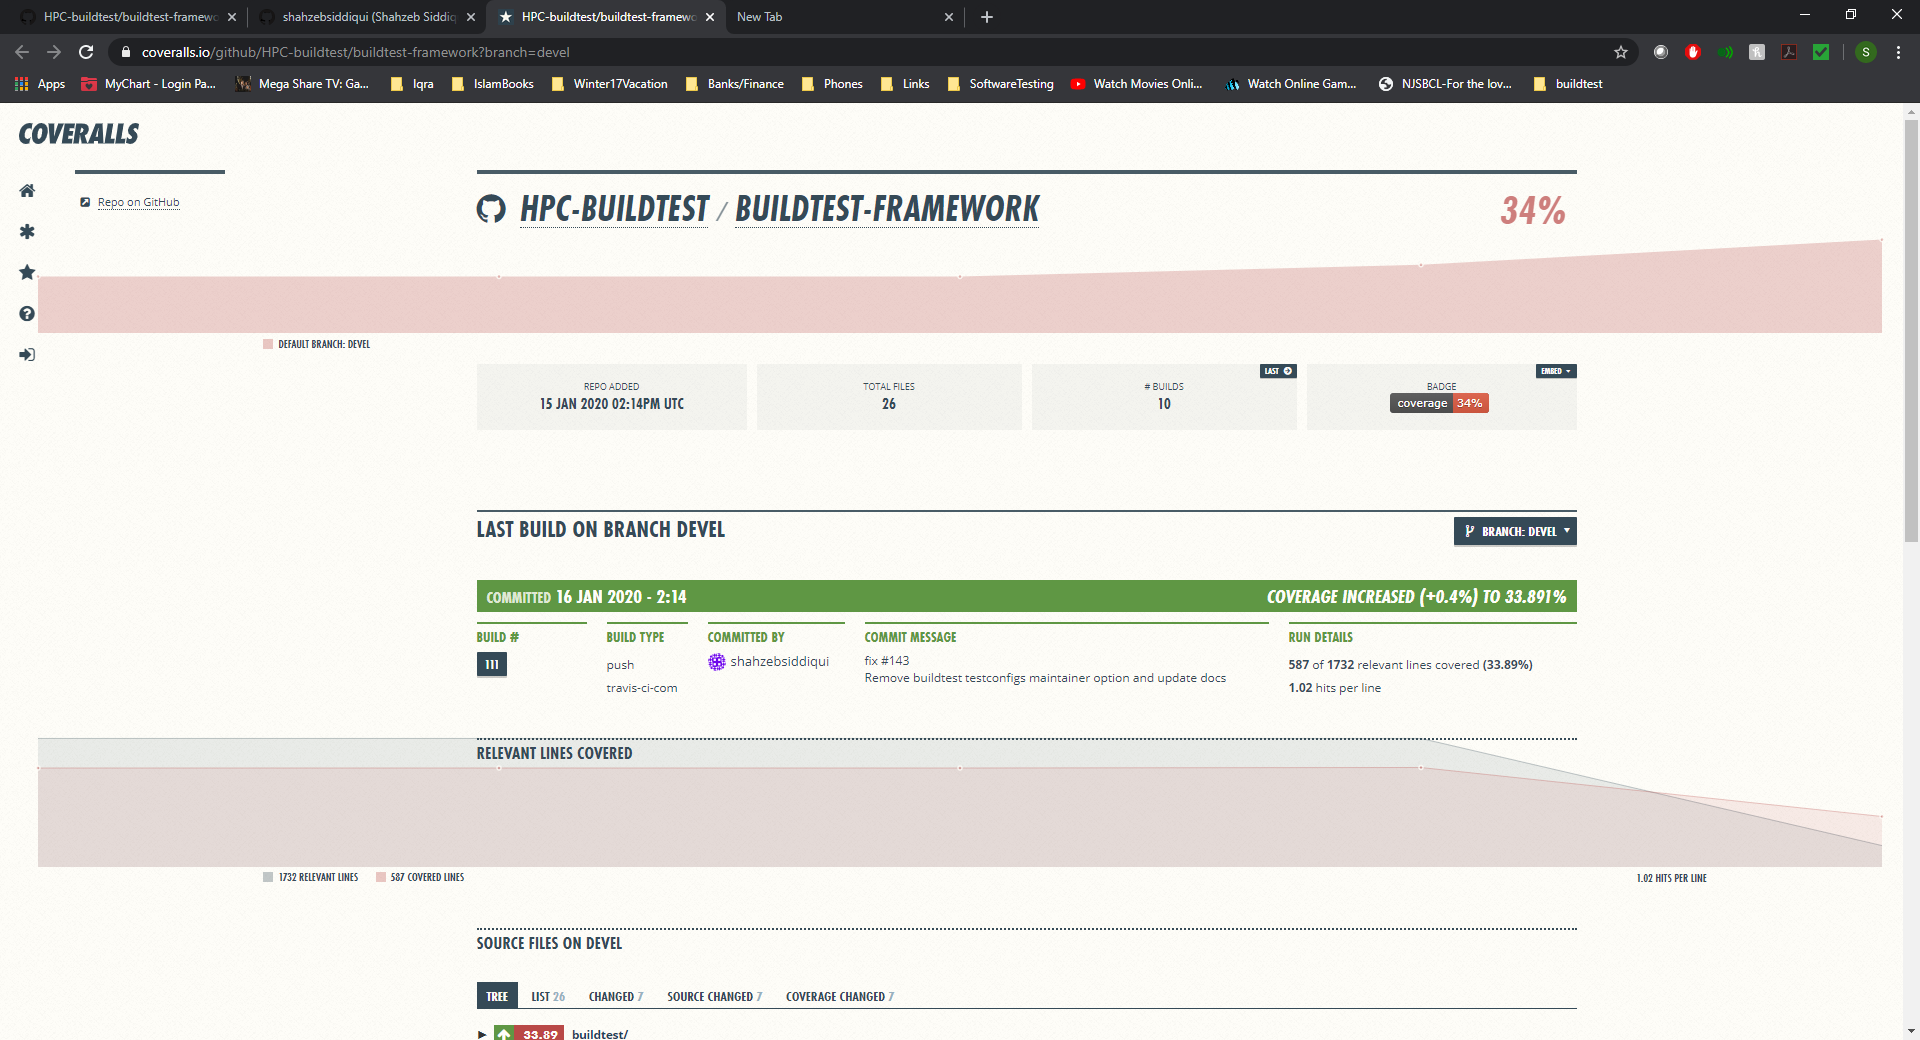 HPC-buildtest/buildtest-framewo
shahzebsiddiqui (Shahzeb Siddiq
HPC-buildtest/buildtest-framewo
New Tab
coveralls.io/github/HPC-buildtest/buildtest-framework?branch=devel
S
Apps
MyChart - Login Pa...
Mega Share TV: Ga...
Iqra
IslamBooks
Winter17Vacation
Banks/Finance
Phones
Links
SoftwareTesting
Watch Movies Onli...
Watch Online Gam...
NJSBCL-For the lov...
buildtest
COVERALLS
Repo on GitHub
HPC-BUILDTEST / BUILDTEST-FRAMEWORK
34%
DEFAULT BRANCH: DEVEL
REPO ADDED
15 JAN 2020 02:14PM UTC
TOTAL FILES
26
LAST
# BUILDS
10
EMBED
BADGE
coverage 34%
LAST BUILD ON BRANCH DEVEL
BRANCH: DEVEL
COMMITTED 16 JAN 2020 - 2:14
COVERAGE INCREASED (+0.4%) TO 33.891%
BUILD #
111
BUILD TYPE
push
travis-ci-com
COMMITTED BY
shahzebsiddiqui
COMMIT MESSAGE
fix #143
Remove buildtest testconfigs maintainer option and update docs
RUN DETAILS
587 of 1732 relevant lines covered (33.89%)
1.02 hits per line
RELEVANT LINES COVERED
1732 RELEVANT LINES
587 COVERED LINES
1.02 HITS PER LINE
SOURCE FILES ON DEVEL
TREE
LIST 26
CHANGED 7
SOURCE CHANGED 7
COVERAGE CHANGED 7
33.89
buildtest/